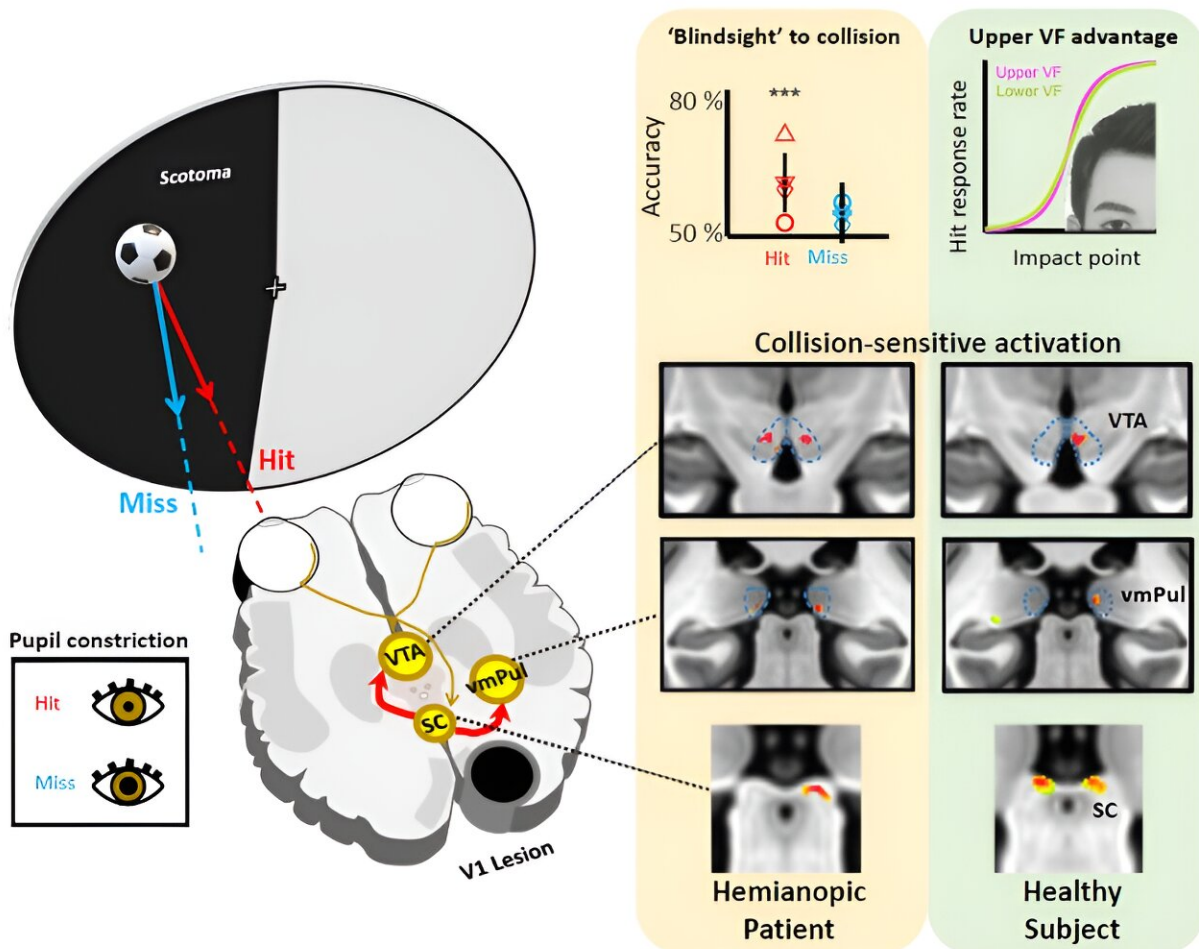 'Blindsight' to collision
Upper VF advantage
Accuracy
80 %
50 %
***
Hit
Miss
Hit response rate
Upper VF
Lower VF
Impact point
Scotoma
Hit
Miss
Collision-sensitive activation
VTA
vmPul
SC
Pupil constriction
Hit
Miss
VTA
vmPul
SC
V1 Lesion
Hemianopic
Patient
Healthy
Subject